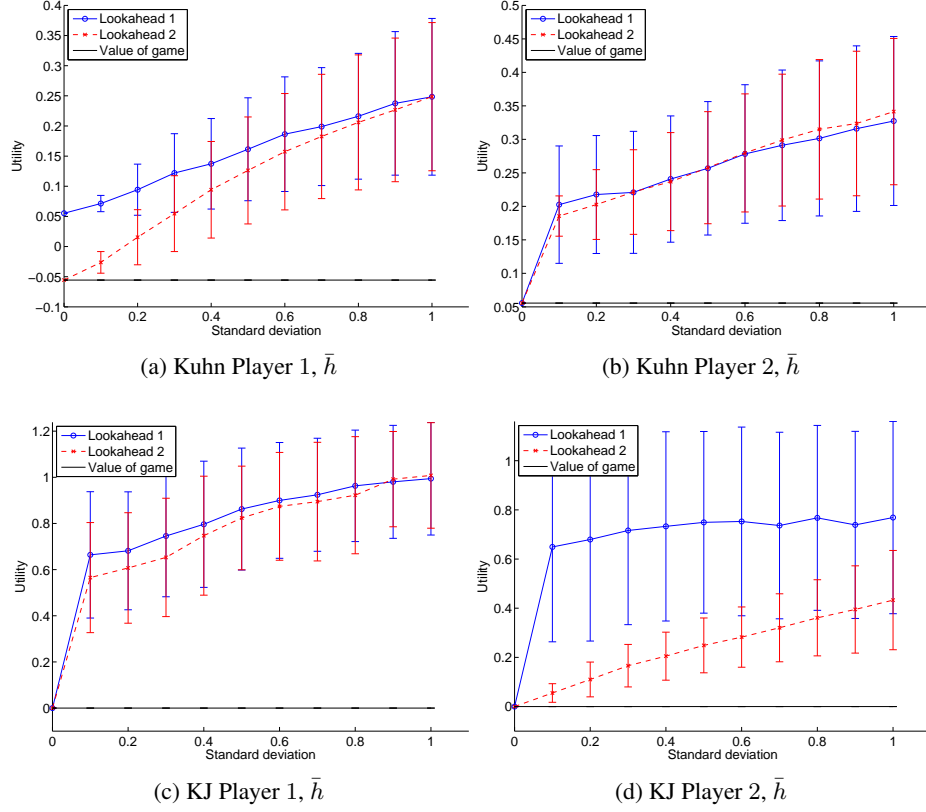 0.4
0.35
0.3
0.25
0.2
0.15
0.1
0.05
0
−0.05
−0.1
Utility
Lookahead 1
Lookahead 2
Value of game
0 0.2 0.4 0.6 0.8 1
Standard deviation
(a) Kuhn Player 1, h̄
0.5
0.45
0.4
0.35
0.3
0.25
0.2
0.15
0.1
0.05
Utility
Lookahead 1
Lookahead 2
Value of game
0 0.2 0.4 0.6 0.8 1
Standard deviation
(b) Kuhn Player 2, h̄
1.2
1
0.8
0.6
0.4
0.2
0
Utility
Lookahead 1
Lookahead 2
Value of game
0 0.2 0.4 0.6 0.8 1
Standard deviation
(c) KJ Player 1, h̄
1
0.8
0.6
0.4
0.2
0
Utility
Lookahead 1
Lookahead 2
Value of game
0 0.2 0.4 0.6 0.8 1
Standard deviation
(d) KJ Player 2, h̄